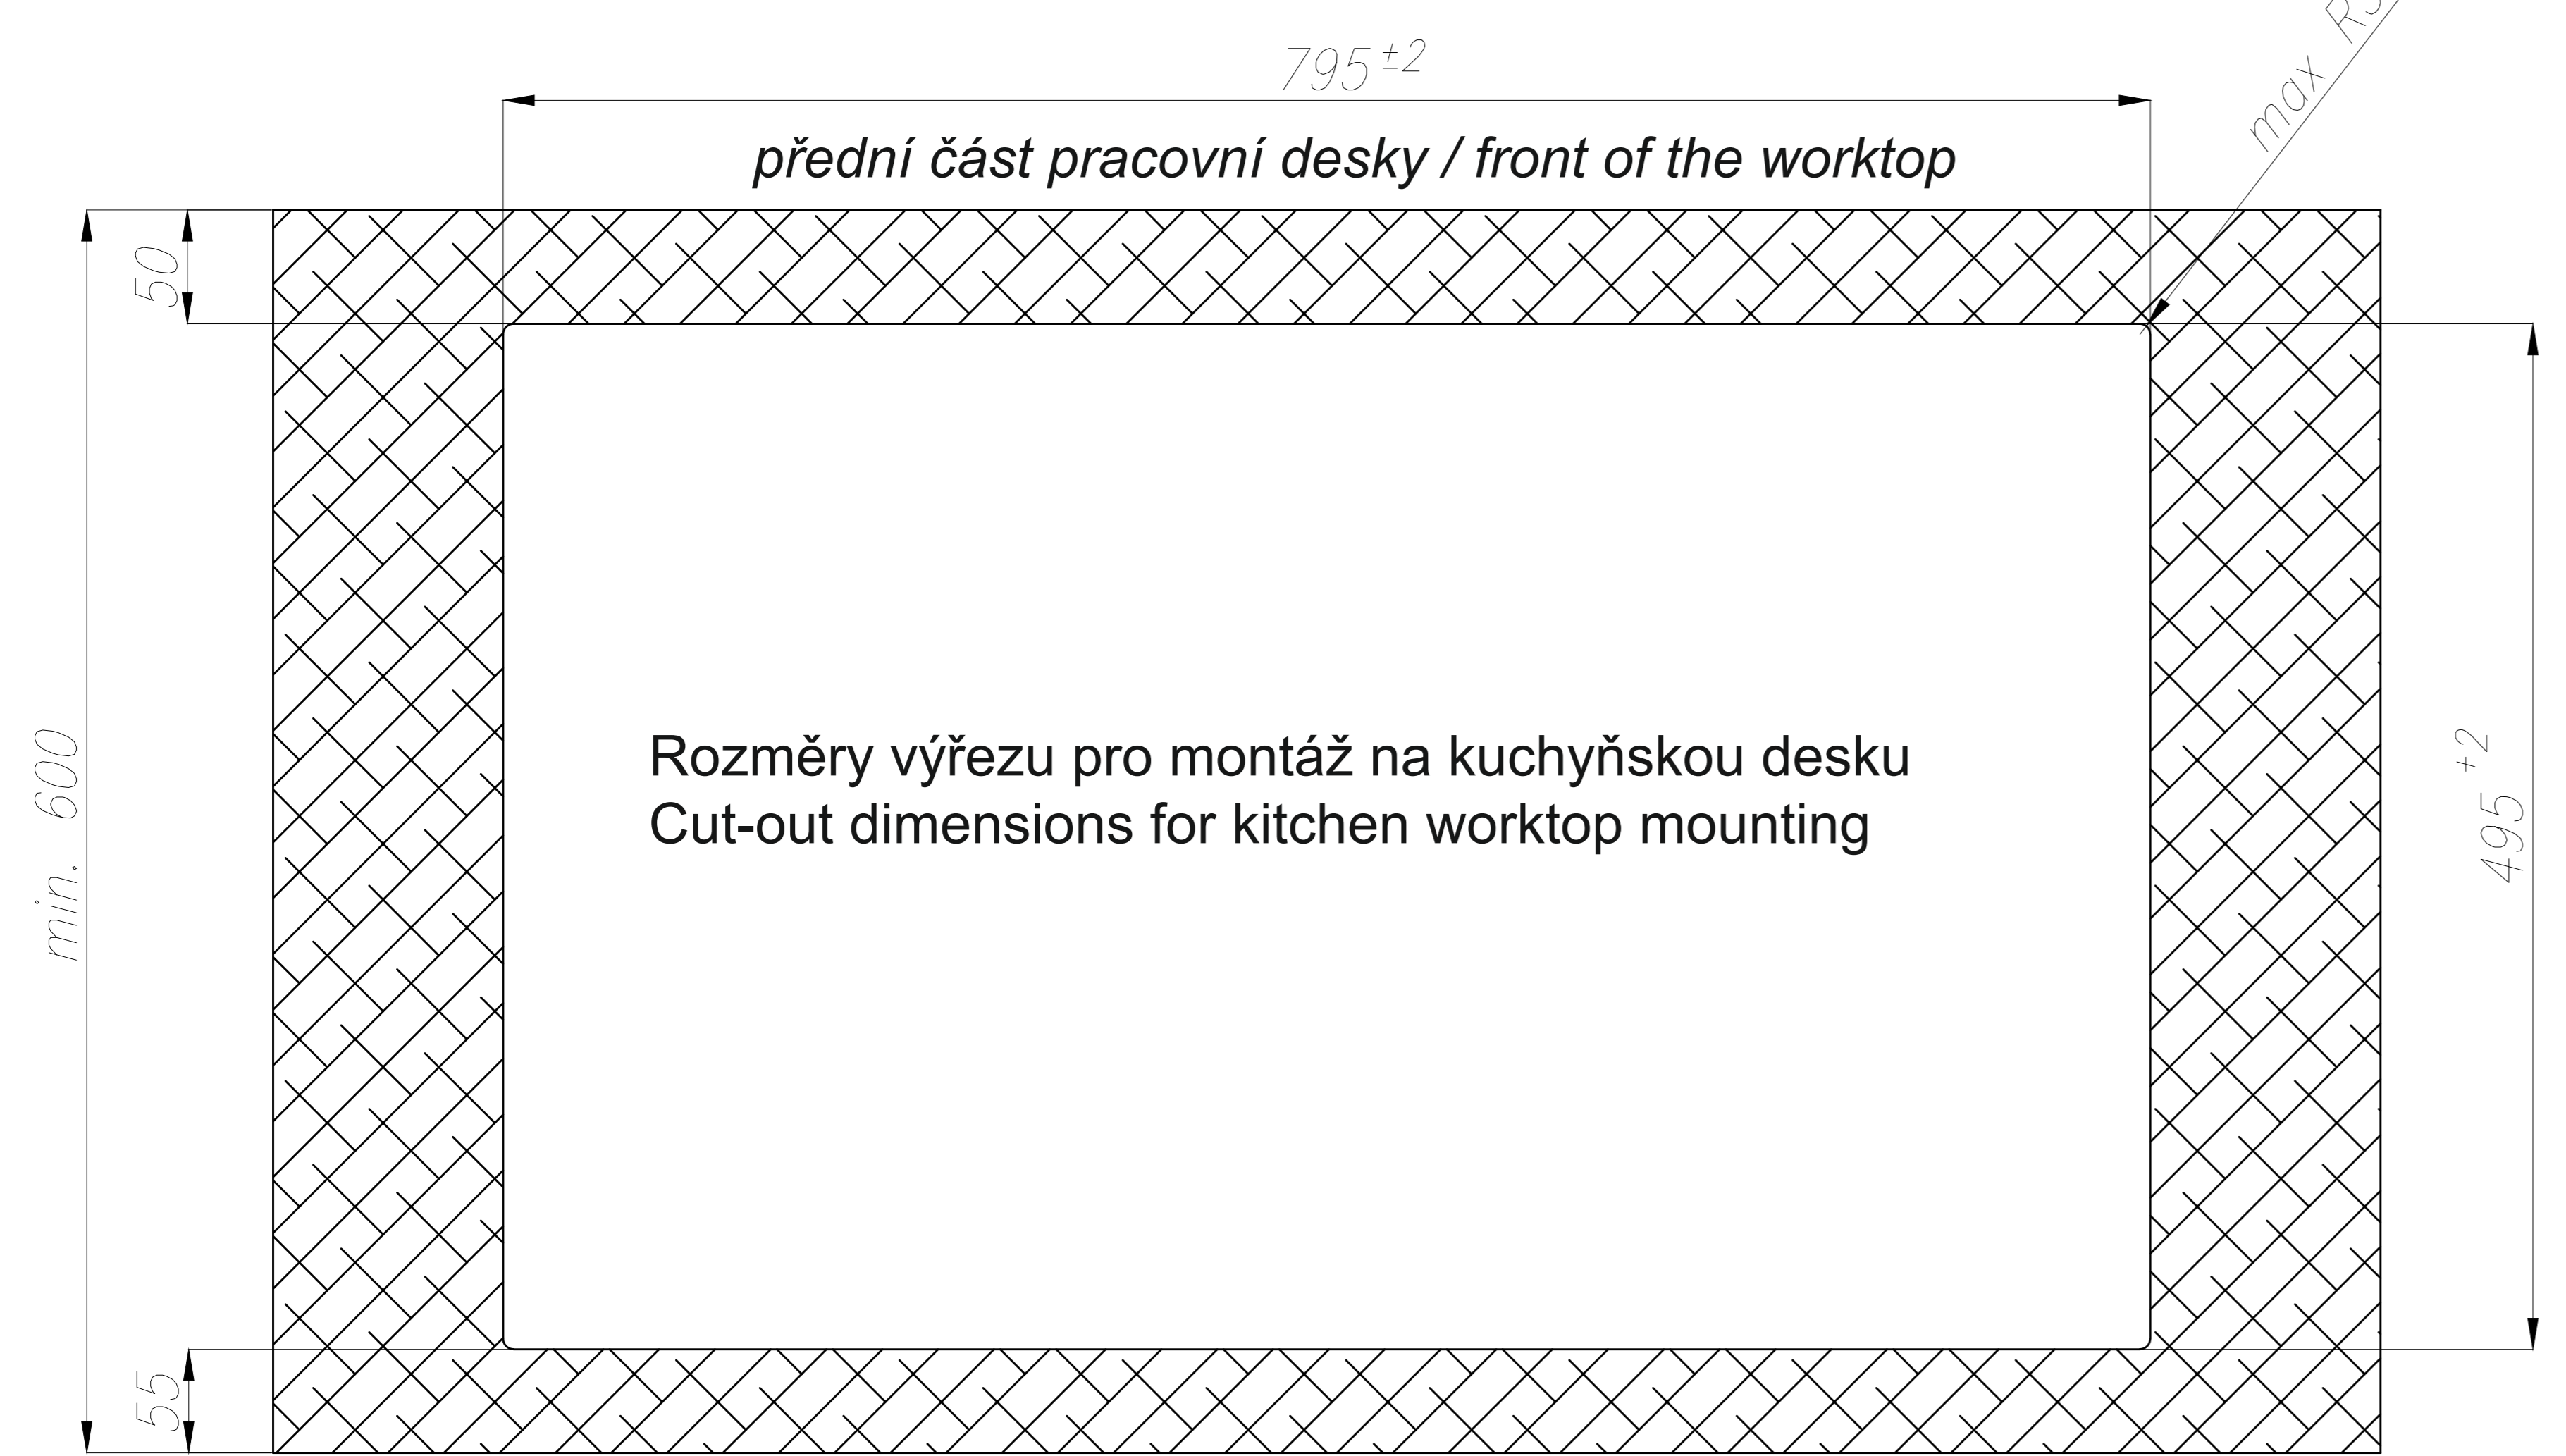 795 ±2
max
přední část pracovní desky / front of the worktop
50
min. 600
Rozměry výřezu pro montáž na kuchyňskou desku
Cut-out dimensions for kitchen worktop mounting
495 +2
55